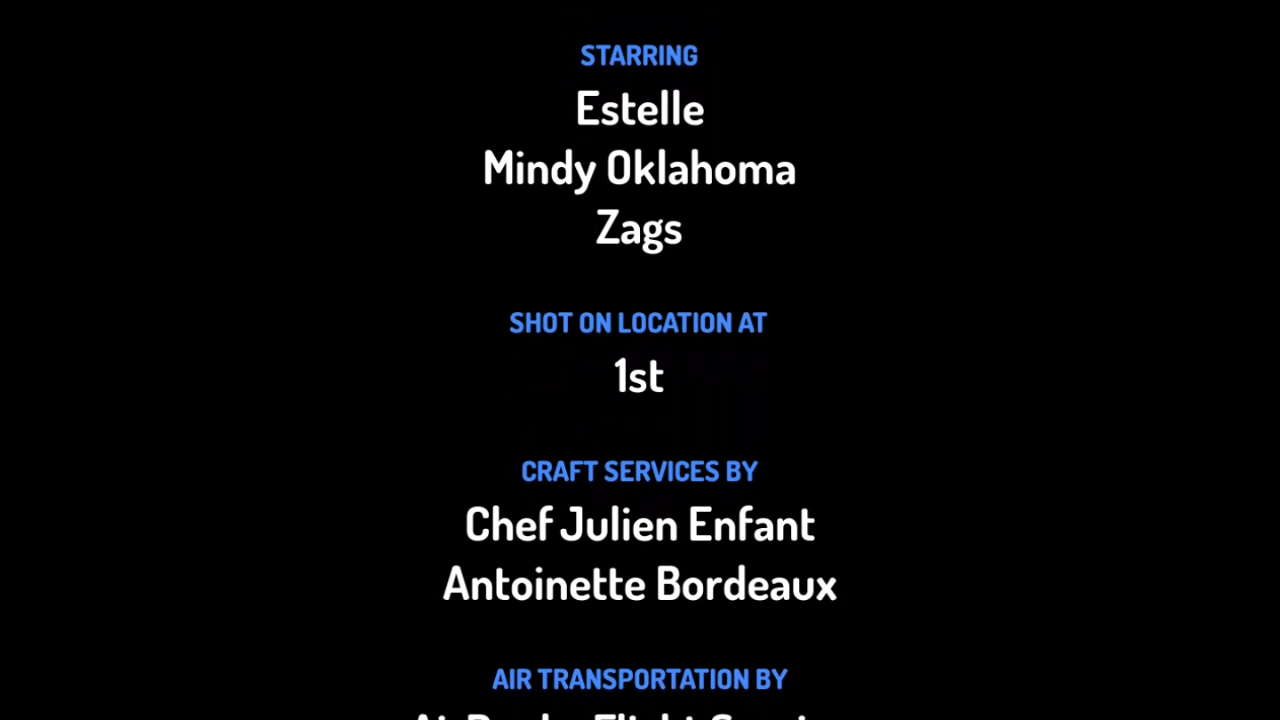 STARRING
Estelle
Mindy Oklahoma
Zags
SHOT ON LOCATION AT
1st
CRAFT SERVICES BY
Chef Julien Enfant
Antoinette Bordeaux
AIR TRANSPORTATION BY